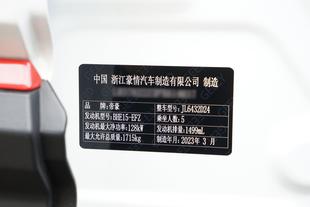 中国 浙江豪情汽车制造有限公司 制造
品牌:帝豪 整车型号:JL6432D24
发动机型号:BHE15-EFZ 乘坐人数:5
发动机最大净功率:128kW 发动机排量:1499mL
最大允许总质量:1715kg 制造年月:2023年3月